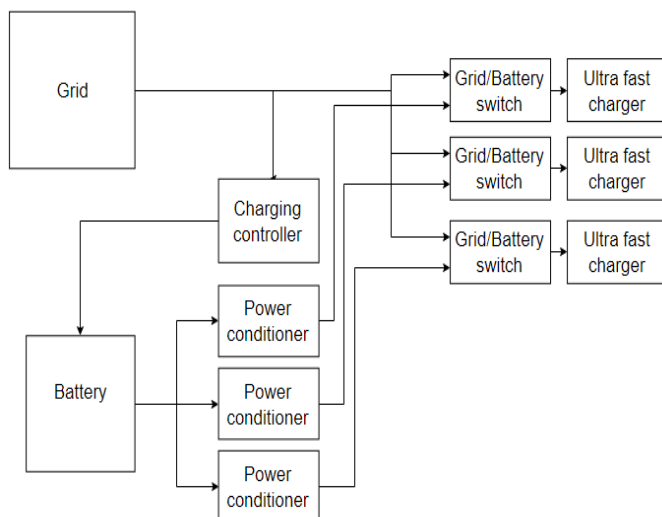 Grid
Grid/Battery
switch
Ultra fast
charger
Grid/Battery
switch
Ultra fast
charger
Charging
controller
Grid/Battery
switch
Ultra fast
charger
Power
conditioner
Battery
Power
conditioner
Power
conditioner